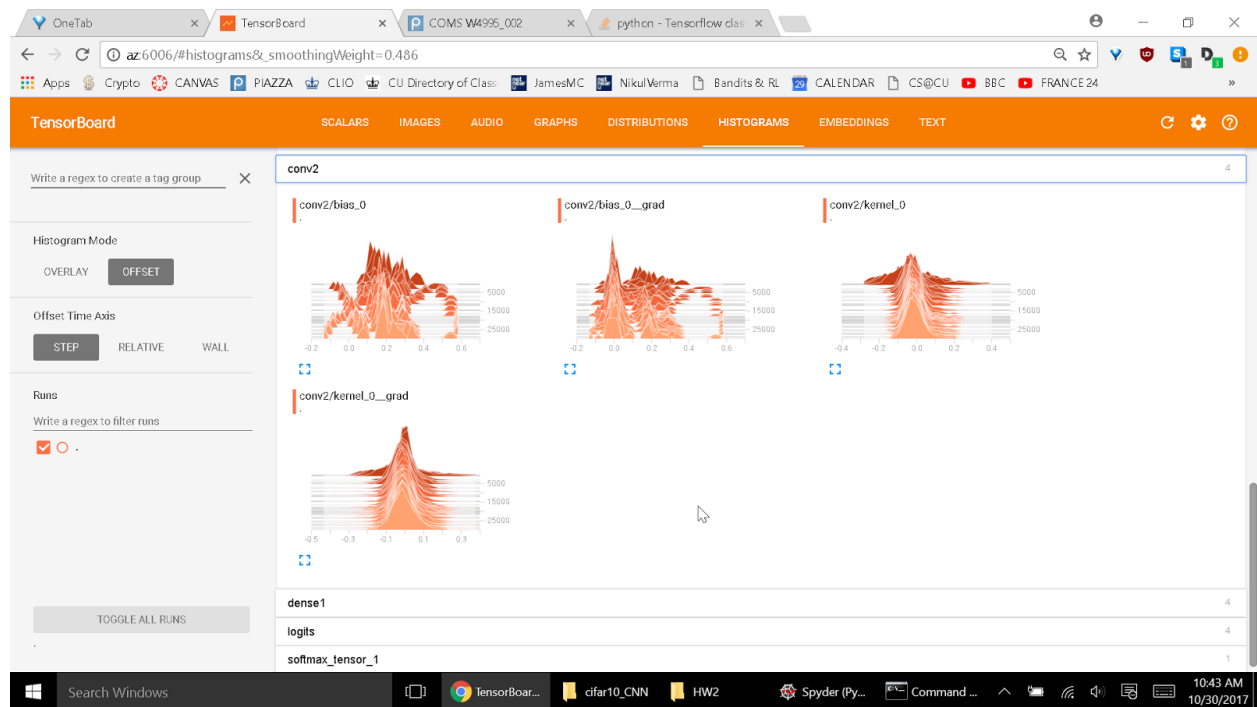 OneTab
TensorBoard
COMS W4995_002
python - Tensorflow clas
az:6006/#histograms&_smoothingWeight=0.486
Apps Crypto CANVAS PIAZZA CLIO CU Directory of Class JamesMC NikulVerma Bandits & RL CALENDAR CS@CU BBC FRANCE 24 »
TensorBoard SCALARS IMAGES AUDIO GRAPHS DISTRIBUTIONS HISTOGRAMS EMBEDDINGS TEXT
Write a regex to create a tag group
Histogram Mode
OVERLAY OFFSET
Offset Time Axis
STEP RELATIVE WALL
Runs
Write a regex to filter runs
.
TOGGLE ALL RUNS
.
conv2 4
conv2/bias_0
.
5000
15000
25000
-0.2 0.0 0.2 0.4 0.6
conv2/bias_0__grad
.
5000
15000
25000
-0.2 0.0 0.2 0.4 0.6
conv2/kernel_0
.
5000
15000
25000
-0.4 -0.2 0.0 0.2 0.4
conv2/kernel_0__grad
.
5000
15000
25000
-0.5 -0.3 -0.1 0.1 0.3
dense1 4
logits 4
softmax_tensor_1 1
Search Windows
TensorBoar...
cifar10_CNN
HW2
Spyder (Py...
Command ...
10:43 AM
10/30/2017